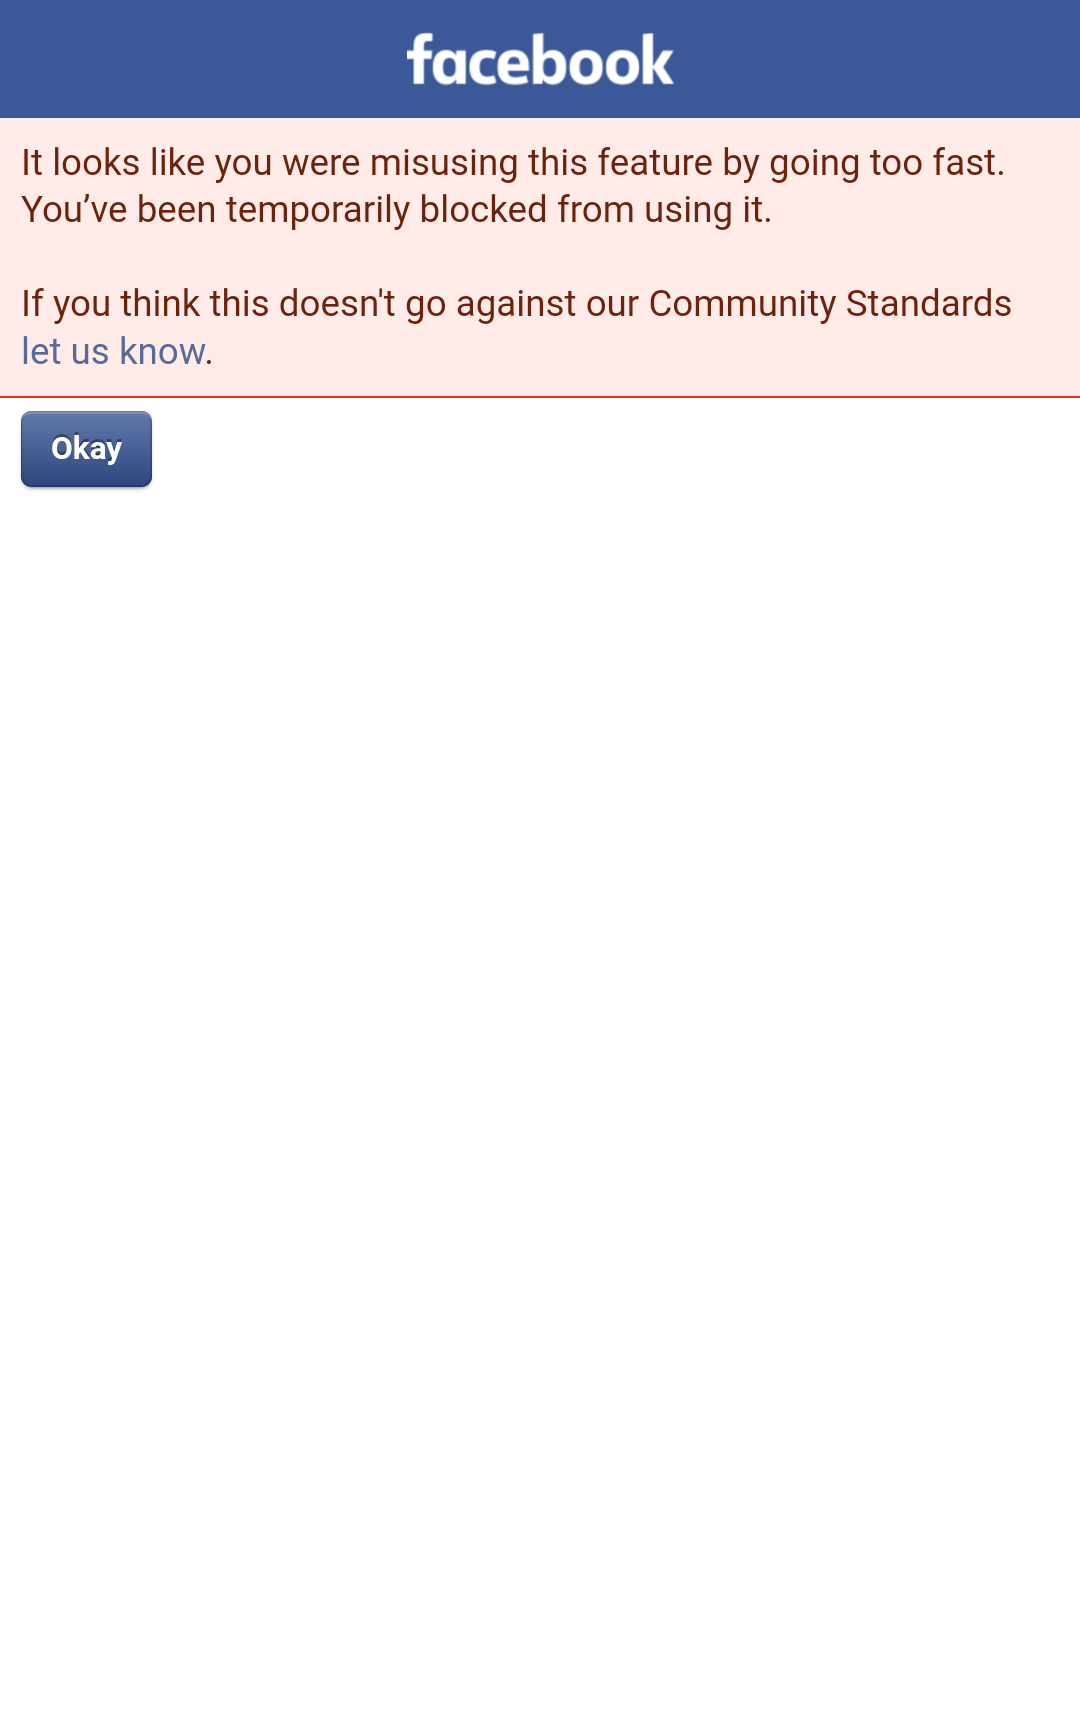 facebook
It looks like you were misusing this feature by going too fast.
You’ve been temporarily blocked from using it.
If you think this doesn't go against our Community Standards
let us know.
Okay